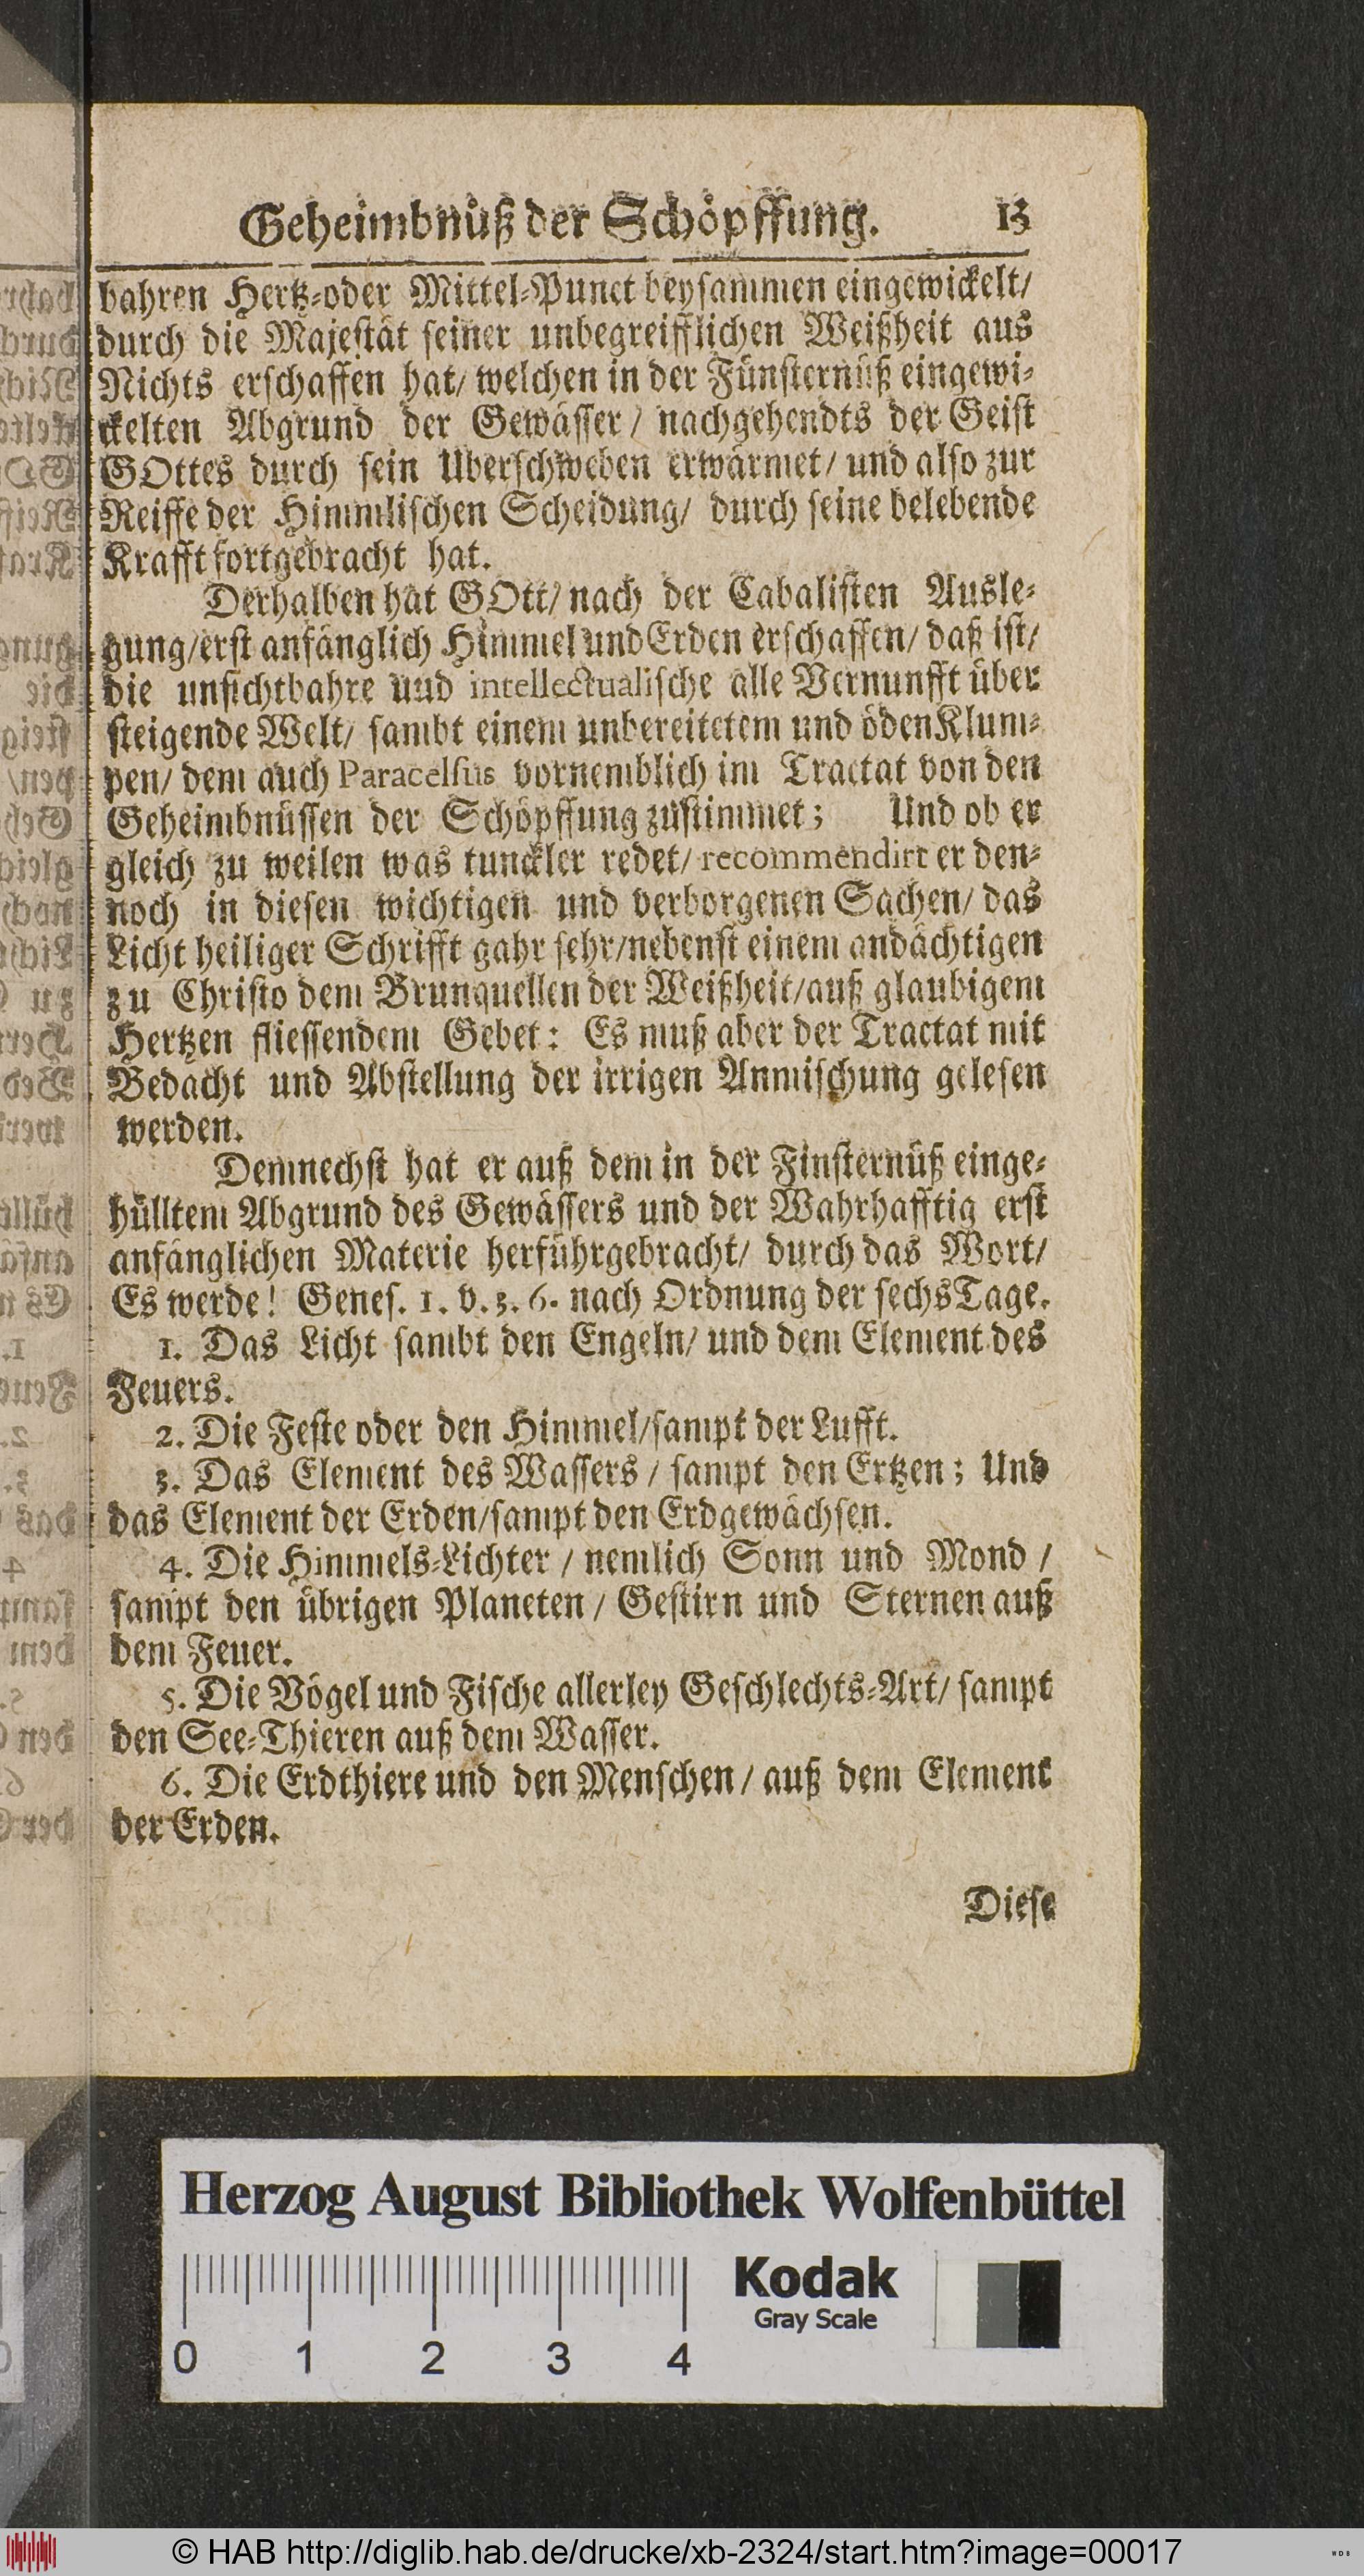 Geheimbnüß der Schöpffung. 13
bahren Hertz-oder Mittel-Punct beysammen eingewickelt/
durch die Majestät seiner unbegreifflichen Weißheit aus
Nichts erschaffen hat/ welchen in der Fünsternüß eingewi-
ckelten Abgrund der Gewässer/ nachgehendts der Geist
GOttes durch sein Uberschweben erwärmet/ und also zur
Reiffe der Himmlischen Scheidung/ durch seine belebende
Krafft fortgebracht hat.
Derhalben hat GOtt/ nach der Cabalisten Ausle-
gung/erst anfänglich Himmel und Erden erschaffen/ daß ist/
die unsichtbahre uud intellectualische alle Vernunfft über
steigende Welt/ sambt einem unbereitetem und öden Klum-
pen/ dem auch Paracelsus vornemblich im Tractat von den
Geheimbnüssen der Schöpffung zustimmet; Und ob er
gleich zu weilen was tunckler redet/ recommendirt er den-
noch in diesen wichtigen und verborgenen Sachen/ das
Licht heiliger Schrifft gahr sehr/nebenst einem andächtigen
zu Christo dem Brunquellen der Weißheit/auß glaubigem
Hertzen fliessendem Gebet: Es muß aber der Tractat mit
Bedacht und Abstellung der irrigen Anmischung gelesen
werden.
Demnechst hat er auß dem in der Finsternüß einge-
hülltem Abgrund des Gewässers und der Wahrhafftig erst
anfänglichen Materie herführgebracht/ durch das Wort/
Es werde! Genes. 1. v. 3. 6. nach Ordnung der sechs Tage.
1. Das Licht sambt den Engeln/ und dem Element des
Feuers.
2. Die Feste oder den Himmel/sampt der Lufft.
3. Das Element des Wassers/ sampt den Ertzen; Und
das Element der Erden/sampt den Erdgewächsen.
4. Die Himmels-Lichter/ nemlich Sonn und Mond/
sampt den übrigen Planeten/ Gestirn und Sternen auß
dem Feuer.
5. Die Vögel und Fische allerley Geschlechts-Art/ sampt
den See-Thieren auß dem Wasser.
6. Die Erdthiere und den Menschen/ auß dem Element
der Erden.
Diese
Herzog August Bibliothek Wolfenbüttel
Kodak
Gray Scale
0 1 2 3 4
© HAB http://diglib.hab.de/drucke/xb-2324/start.htm?image=00017